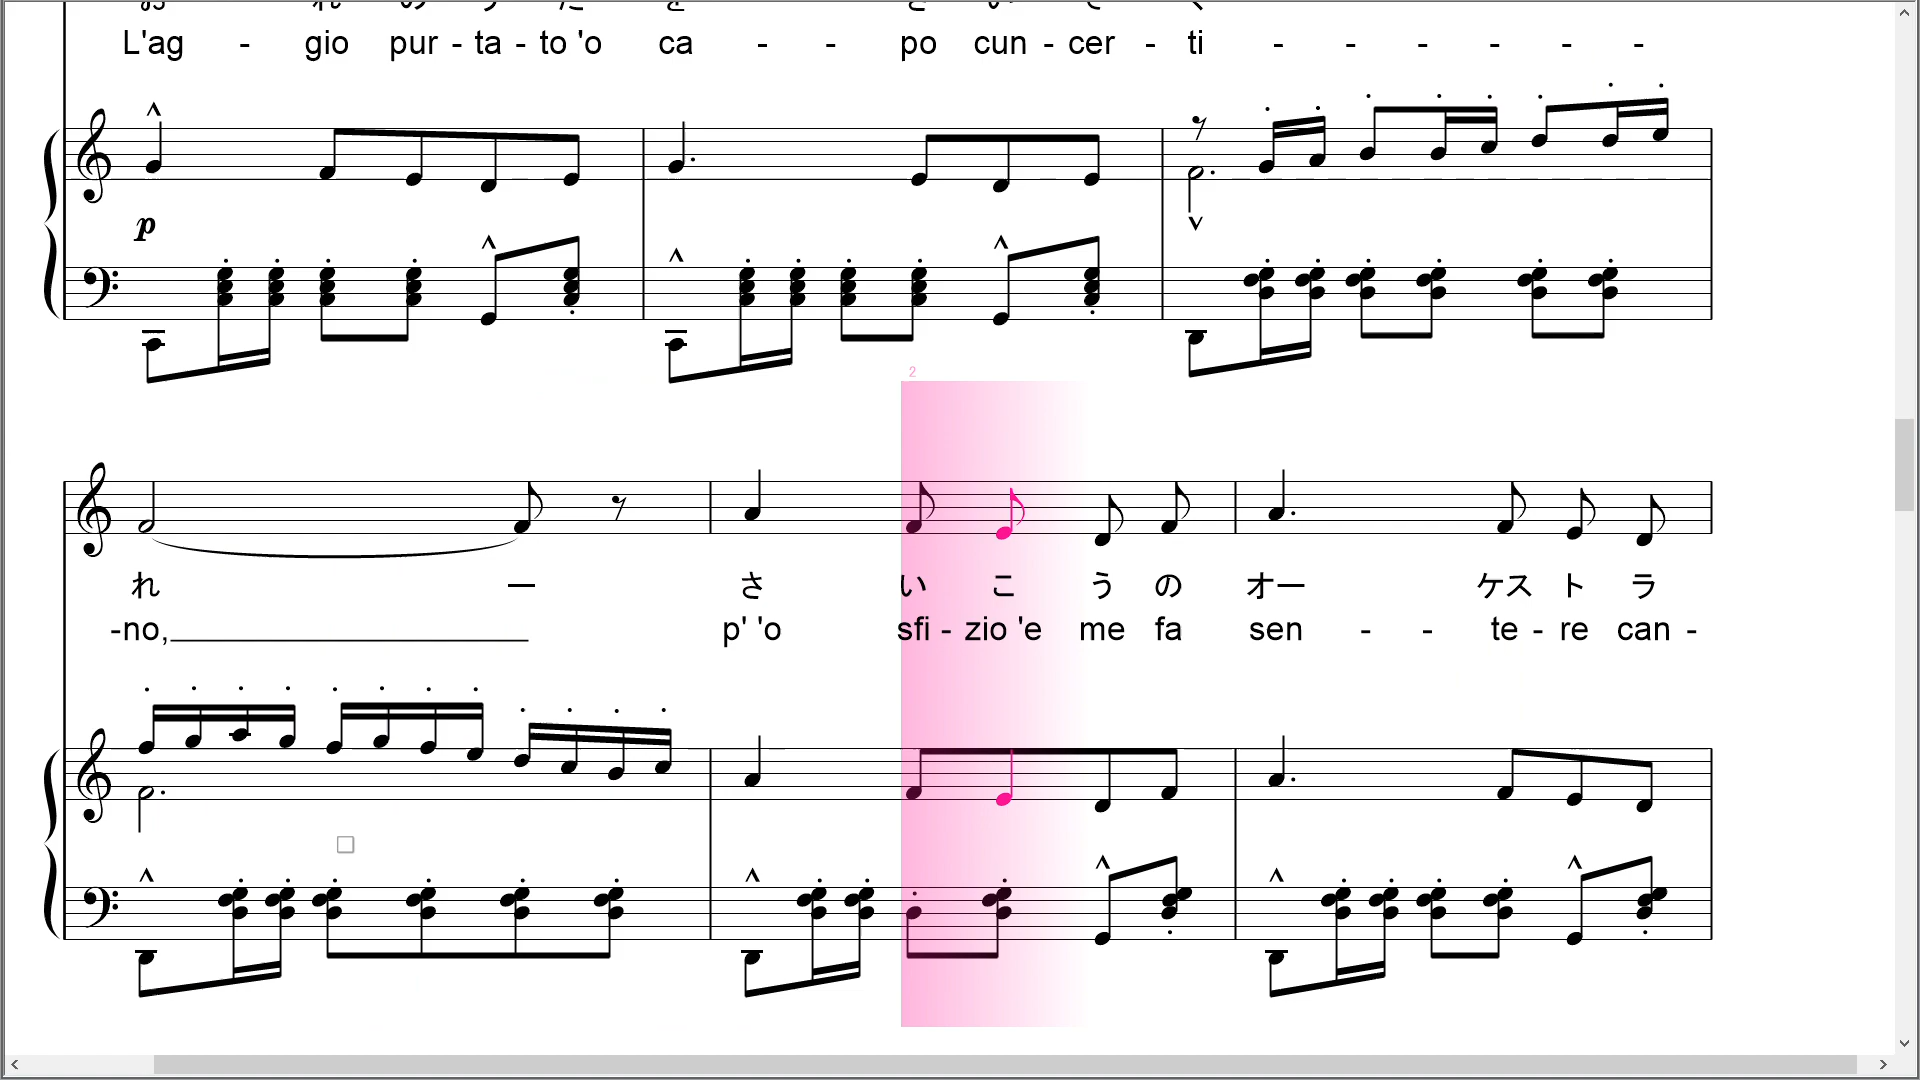 L'ag - gio pur - ta - to 'o ca - - po cun - cer - ti - - - - - -
p
2
れ ー さ い こ う の オー ケス ト ラ
-no, p' 'o sfi - zio 'e me fa sen - - te - re can -